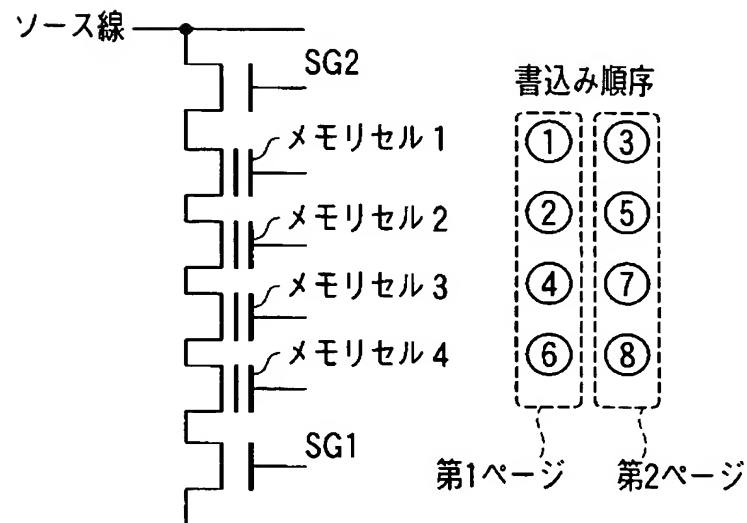 ソース線
SG2
書込み順序
メモリセル1
① ③
メモリセル2
② ⑤
メモリセル3
④ ⑦
メモリセル4
⑥ ⑧
SG1
第1ページ 第2ページ